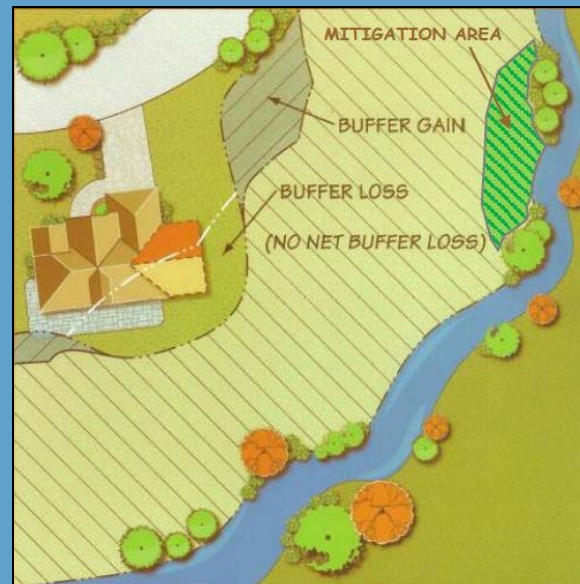 MITIGATION AREA
BUFFER GAIN
BUFFER LOSS
(NO NET BUFFER LOSS)